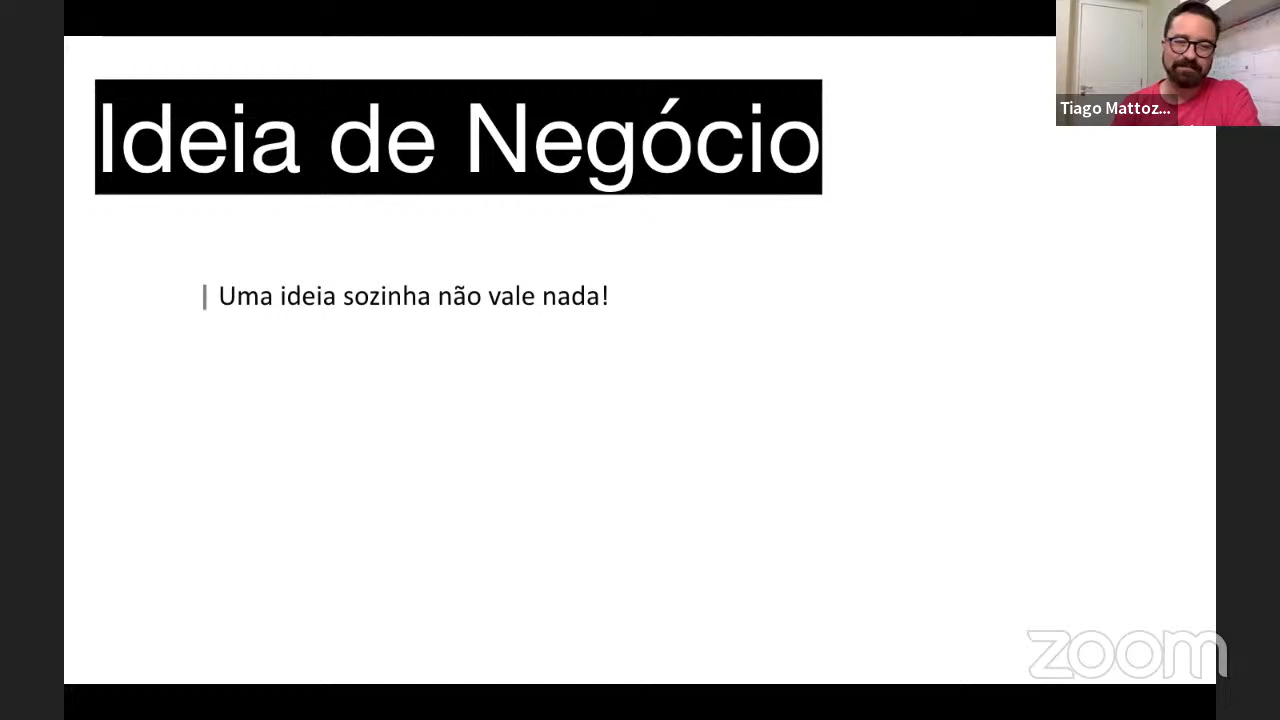 Ideia de Negócio
Tiago Mattoz...
| Uma ideia sozinha não vale nada!
zoom